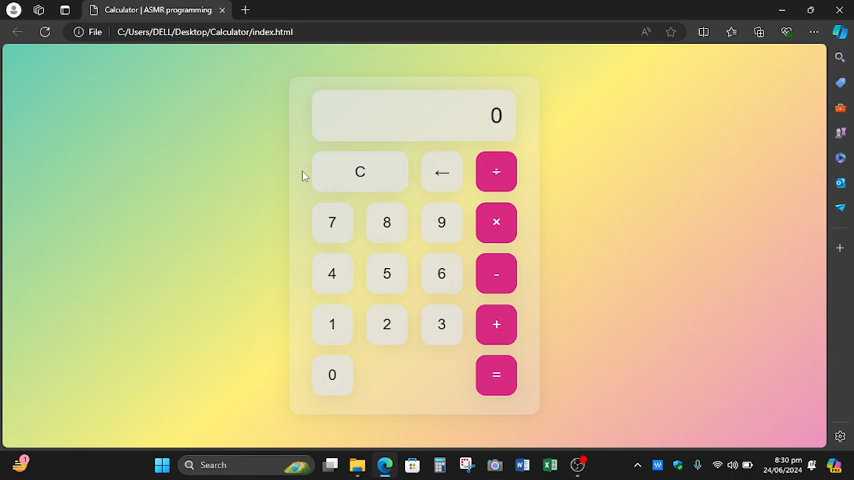 Calculator | ASMR programming
File C:/Users/DELL/Desktop/Calculator/index.html
0
C ← ÷
7 8 9 ×
4 5 6 -
1 2 3 +
0 =
1
Search
8:30 pm
24/06/2024